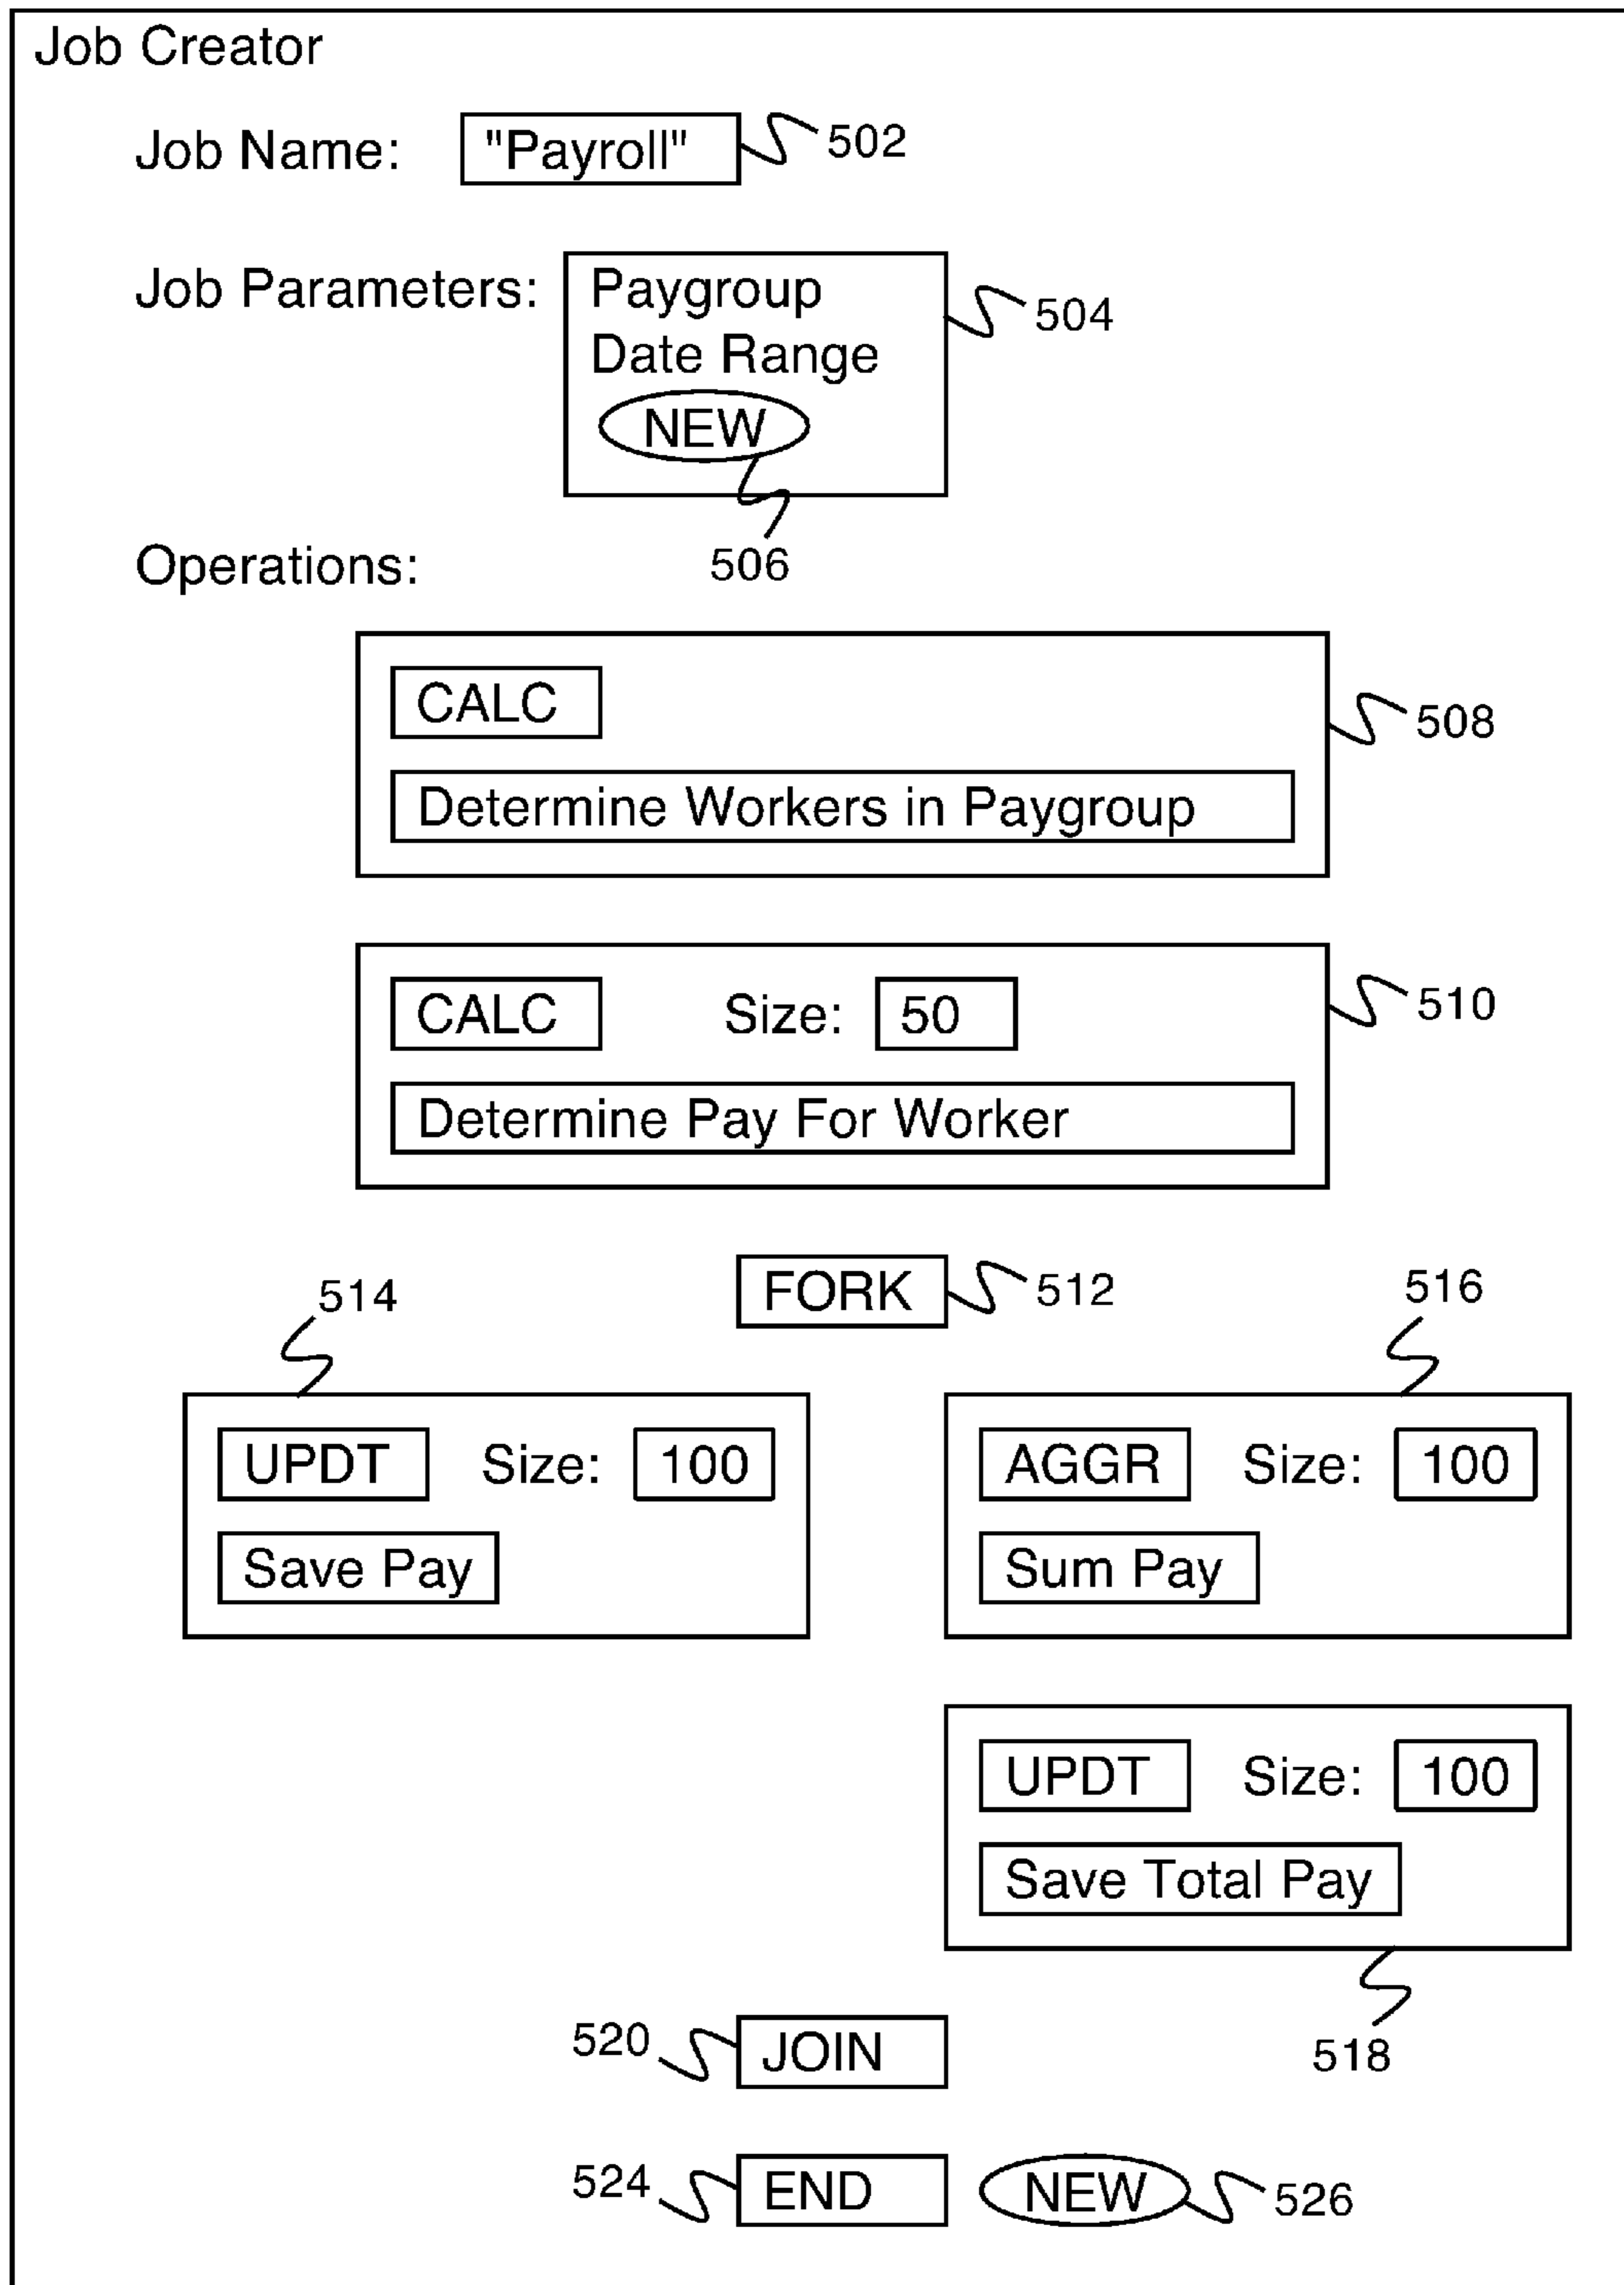 Job Creator
Job Name: "Payroll" 502
Job Parameters: Paygroup
Date Range
NEW
504
506
Operations:
CALC
Determine Workers in Paygroup
508
CALC Size: 50
Determine Pay For Worker
510
FORK 512
514
UPDT Size: 100
Save Pay
516
AGGR Size: 100
Sum Pay
UPDT Size: 100
Save Total Pay
518
520 JOIN
524 END NEW 526